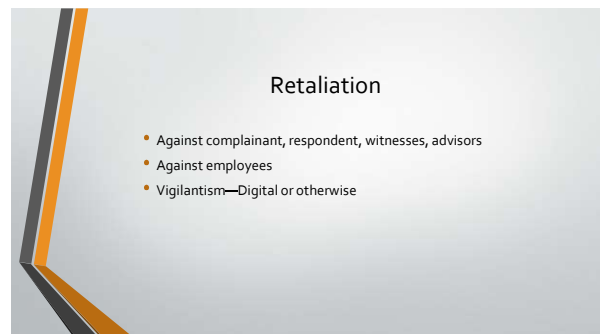 Retaliation
• Against complainant, respondent, witnesses, advisors
• Against employees
• Vigilantism—Digital or otherwise